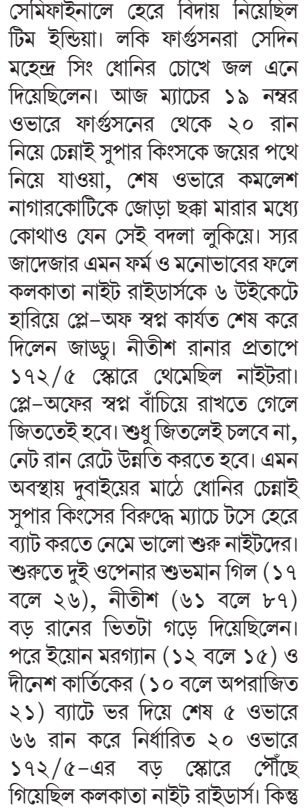 সেমিফাইনালে হেরে বিদায় নিয়েছিল
টিম ইন্ডিয়া। লকি ফার্গুসনরা সেদিন
মহেন্দ্র সিং ধোনির চোখে জল এনে
দিয়েছিলেন। আজ ম্যাচের ১৯ নম্বর
ওভারে ফার্গুসনের থেকে ২০ রান
নিয়ে চেন্নাই সুপার কিংসকে জয়ের পথে
নিয়ে যাওয়া, শেষ ওভারে কমলেশ
নাগারকোটিকে জোড়া ছক্কা মারার মধ্যে
কোথাও যেন সেই বদলা লুকিয়ে। স্যর
জাদেজার এমন ফর্ম ও মনোভাবের ফলে
কলকাতা নাইট রাইডার্সকে ৬ উইকেটে
হারিয়ে প্লে-অফ স্বপ্ন কার্যত শেষ করে
দিলেন জাড্ডু। নীতীশ রানার প্রতাপে
১৭২/৫ স্কোরে থেমেছিল নাইটরা।
প্লে-অফের স্বপ্ন বাঁচিয়ে রাখতে গেলে
জিততেই হবে। শুধু জিতলেই চলবে না,
নেট রান রেটে উন্নতি করতে হবে। এমন
অবস্থায় দুবাইয়ের মাঠে ধোনির চেন্নাই
সুপার কিংসের বিরুদ্ধে ম্যাচে টসে হেরে
ব্যাট করতে নেমে ভালো শুরু নাইটদের।
শুরুতে দুই ওপেনার শুভমান গিল (১৭
বলে ২৬), নীতীশ (৬১ বলে ৮৭)
বড় রানের ভিতটা গড়ে দিয়েছিলেন।
পরে ইয়োন মরগ্যান (১২ বলে ১৫) ও
দীনেশ কার্তিকের (১০ বলে অপরাজিত
২১) ব্যাটে ভর দিয়ে শেষ ৫ ওভারে
৬৬ রান করে নির্ধারিত ২০ ওভারে
১৭২/৫-এর বড় স্কোরে পৌঁছে
গিয়েছিল কলকাতা নাইট রাইডার্স। কিন্তু